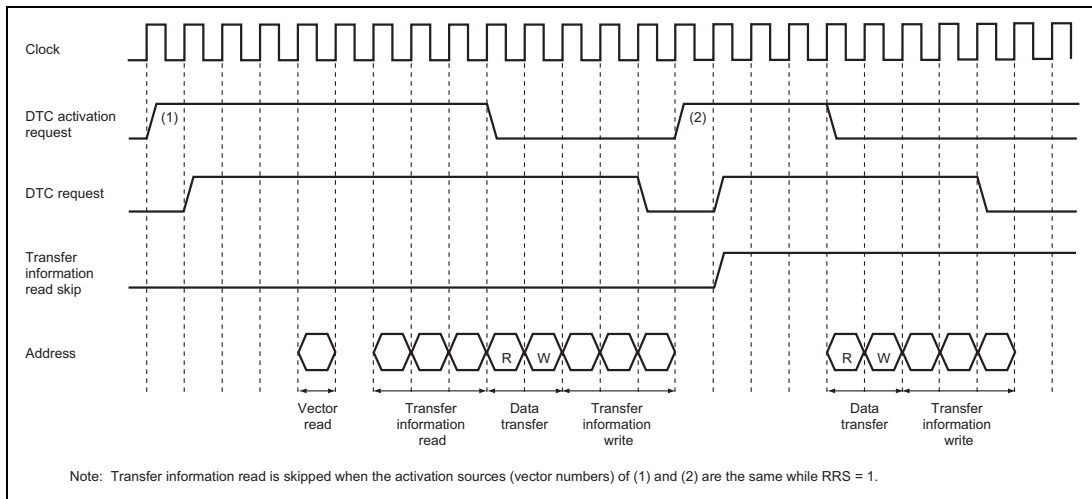 Clock
DTC activation
request
(1)
(2)
DTC request
Transfer
information
read skip
Address
R
W
R
W
Vector
read
Transfer
information
read
Data
transfer
Transfer
information
write
Data
transfer
Transfer
information
write
Note: Transfer information read is skipped when the activation sources (vector numbers) of (1) and (2) are the same while RRS = 1.